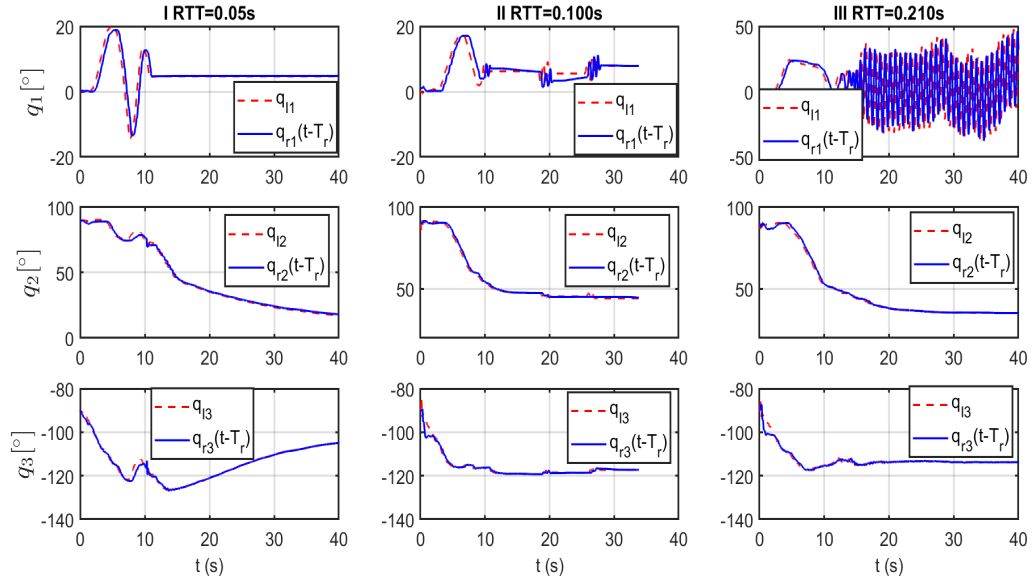 I RTT=0.05s
II RTT=0.100s
III RTT=0.210s
q1[°]
20
0
-20
0 10 20 30 40
q_l1
q_r1(t-T_r)
20
0
-20
0 10 20 30 40
q_l1
q_r1(t-T_r)
50
0
-50
0 10 20 30 40
q_l1
q_r1(t-T_r)
q2[°]
100
50
0
0 10 20 30 40
q_l2
q_r2(t-T_r)
100
50
0 10 20 30 40
q_l2
q_r2(t-T_r)
100
50
0 10 20 30 40
q_l2
q_r2(t-T_r)
q3[°]
-80
-100
-120
-140
0 10 20 30 40
t (s)
q_l3
q_r3(t-T_r)
-80
-100
-120
-140
0 10 20 30 40
t (s)
q_l3
q_r3(t-T_r)
-80
-100
-120
-140
0 10 20 30 40
t (s)
q_l3
q_r3(t-T_r)